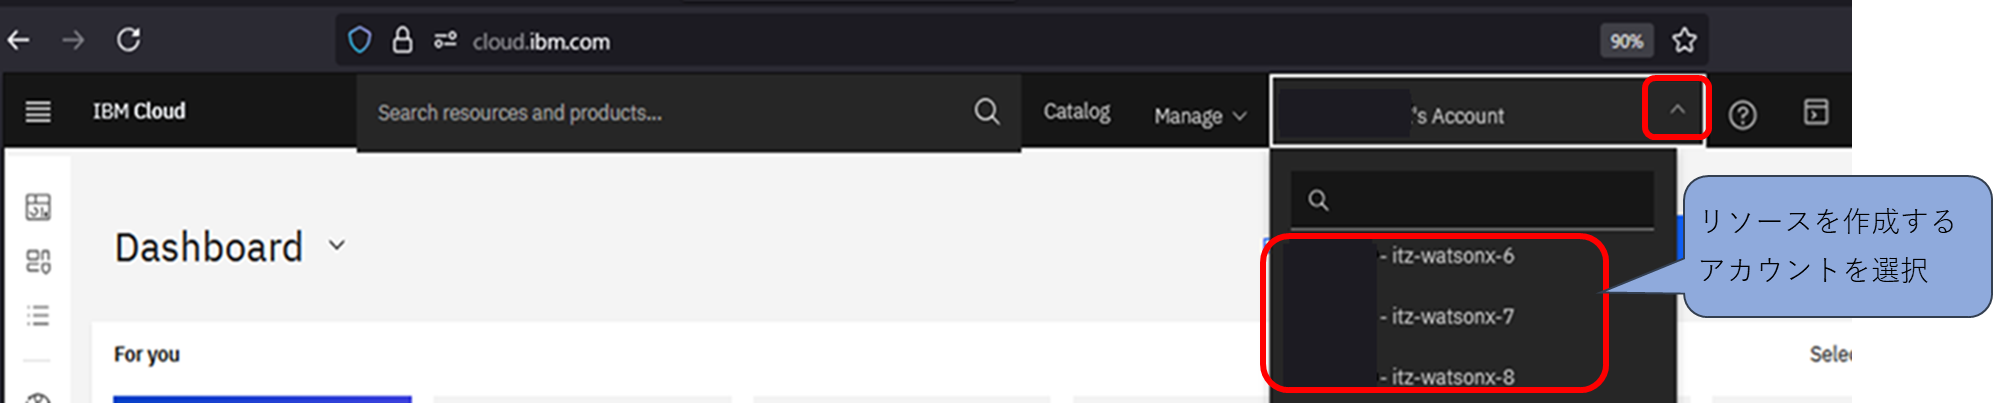 cloud.ibm.com
90%
IBM Cloud
Search resources and products...
Catalog
Manage
's Account
リソースを作成する
アカウントを選択
Dashboard
- itz-watsonx-6
- itz-watsonx-7
- itz-watsonx-8
For you